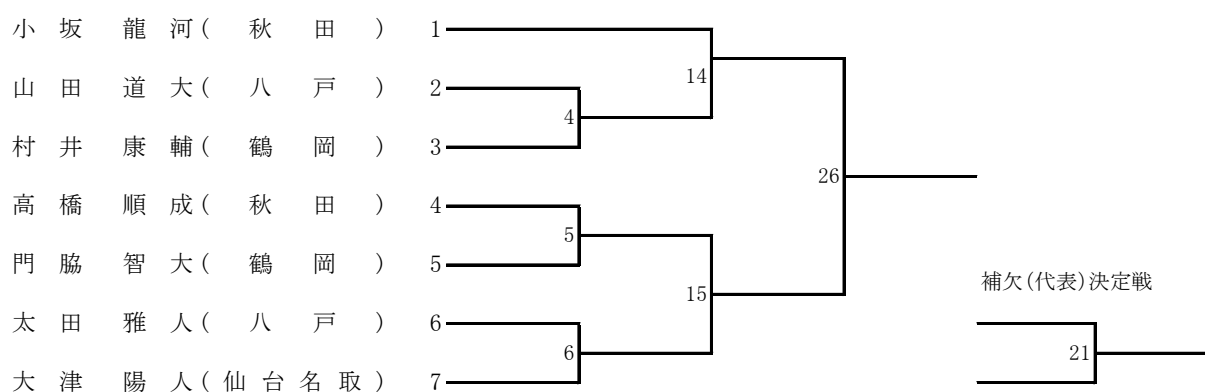 小坂 龍河(秋田) 1
14
山田 道大(八戸) 2
4
村井 康輔(鶴岡) 3
26
高橋 順成(秋田) 4
5
門脇 智大(鶴岡) 5
補欠(代表)決定戦
15
太田 雅人(八戸) 6
6
21
大津 陽人(仙台名取) 7